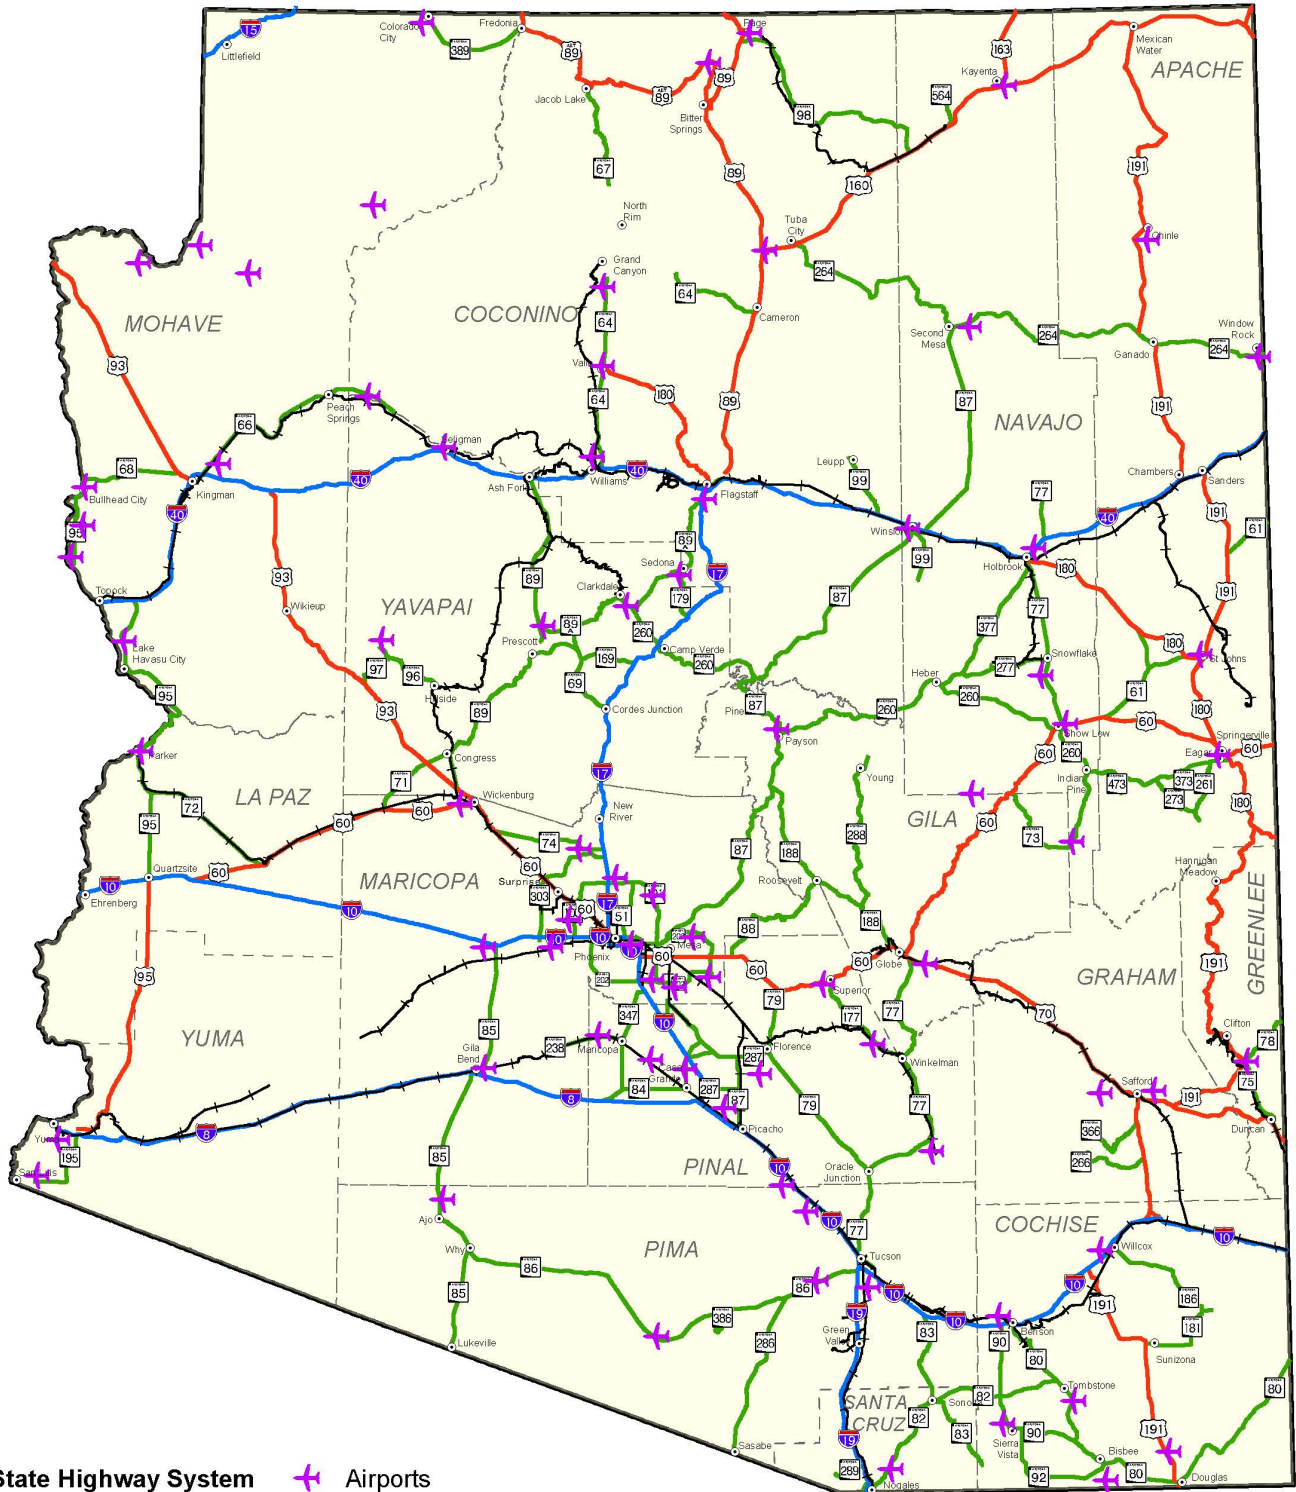 15
Littlefield
Colorado
City
389
Fredonia
ALT
89
Jacob Lake
ALT
89
89
Page
Bitter
Springs
98
67
89
160
564
Kayenta
163
Mexican
Water
APACHE
191
North
Rim
Tuba
City
Chinle
Grand
Canyon
264
64
64
MOHAVE
COCONINO
Cameron
Second
Mesa
264
Ganado
264
Window
Rock
93
Valle
64
180
89
87
NAVAJO
191
Peach
Springs
66
68
Bullhead City
Kingman
40
40
Seligman
Ash Fork
Williams
40
Flagstaff
Leupp
99
77
Chambers
Sanders
95
Winslow
99
40
191
61
Holbrook
180
89
A
Sedona
17
179
Topock
93
Wikieup
YAVAPAI
89
Clarkdale
87
77
191
Lake
Havasu City
Prescott
89
A
260
169
Camp Verde
260
377
277
Snowflake
180
St Johns
97
96
Hillside
69
Heber
260
61
95
93
89
Cordes Junction
Pine
87
260
180
60
Show Low
Springerville
Eagar
60
Parker
Congress
Payson
60
260
17
71
Young
Indian
Pine
473
373
261
273
180
72
LA PAZ
Wickenburg
60
60
New
River
GILA
60
95
74
87
188
288
73
Quartzsite
60
MARICOPA
60
Surprise
Roosevelt
Hannigan
Meadow
10
Ehrenberg
10
303
60
17
51
88
188
GREENLEE
10
10
10
Phoenix
Mesa
60
60
60
Globe
191
GRAHAM
95
202
79
Superior
YUMA
347
177
77
70
85
10
Clifton
78
Gila
Bend
238
Maricopa
287
Florence
Winkelman
75
Casa
Grande
84
287
87
Safford
8
79
77
191
8
Yuma
Picacho
Duncan
195
366
San Luis
85
266
PINAL
Oracle
Junction
10
Ajo
10
77
COCHISE
10
Why
PIMA
Willcox
86
Tucson
85
86
10
10
186
191
19
10
386
83
181
Green
Valley
90
Benson
Lukeville
286
80
Sunizona
80
Tombstone
SANTA
CRUZ
Sonoita
82
82
83
Sierra
Vista
90
191
19
Sasabe
Bisbee
289
92
80
Douglas
Nogales
State Highway System
Airports